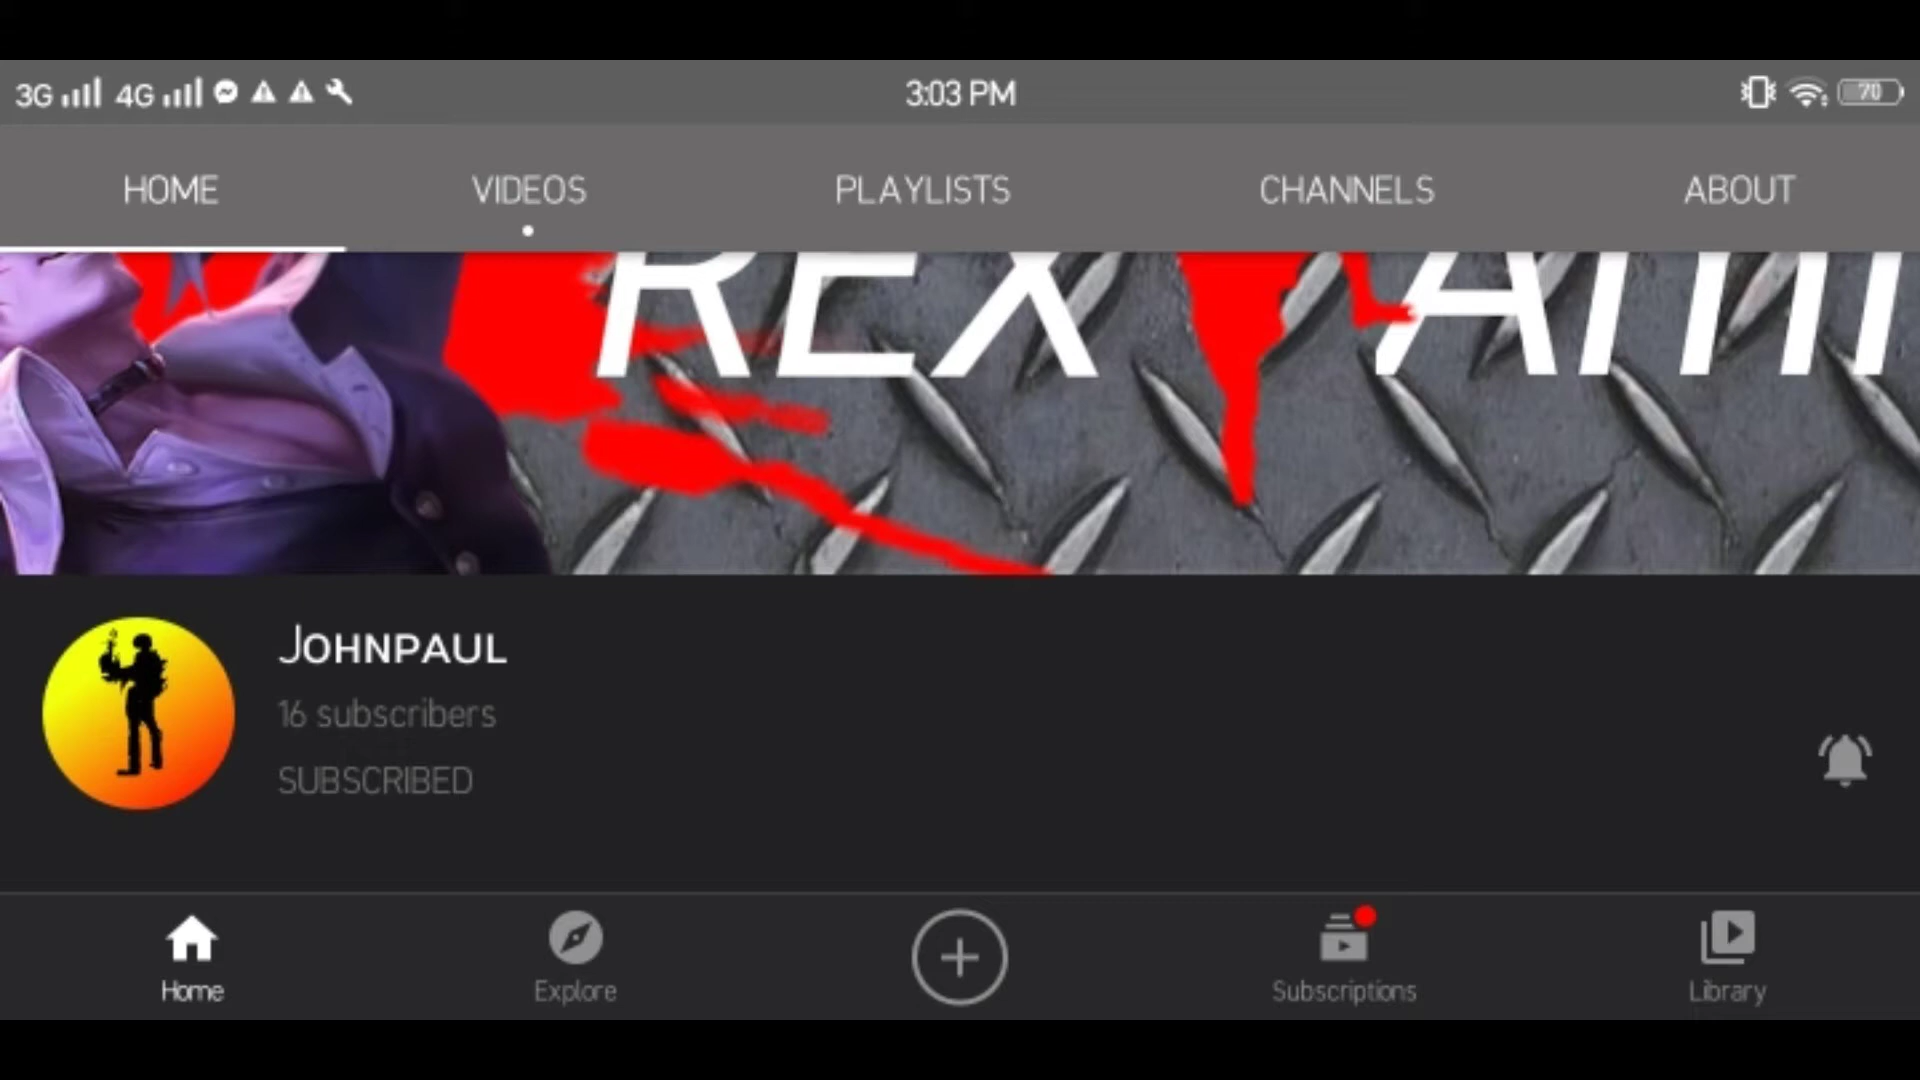 3G 4G 3:03 PM 70
HOME VIDEOS PLAYLISTS CHANNELS ABOUT
REX
Johnpaul
16 subscribers
SUBSCRIBED
Home Explore Subscriptions Library